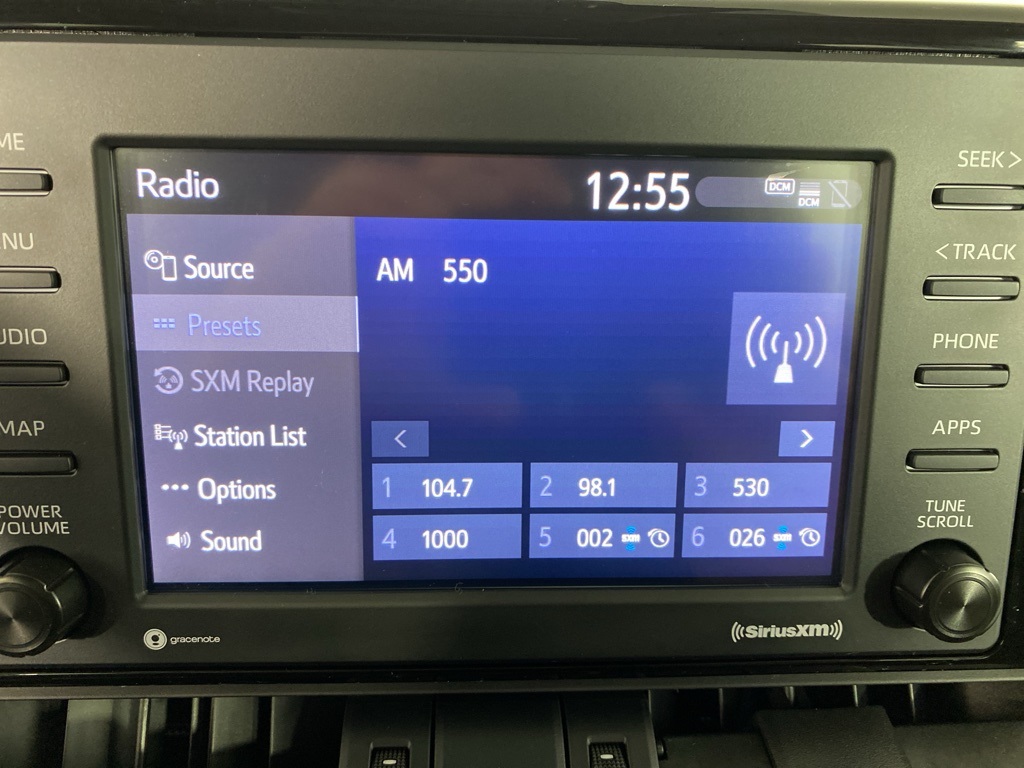 ME
SEEK >
Radio
12:55
DCM
DCM
NU
< TRACK
Source
AM 550
Presets
UDIO
PHONE
SXM Replay
MAP
APPS
Station List
< >
Options
1 104.7
2 98.1
3 530
POWER
VOLUME
TUNE
SCROLL
Sound
4 1000
5 002 sxm
6 026 sxm
gracenote
((SiriusXM))